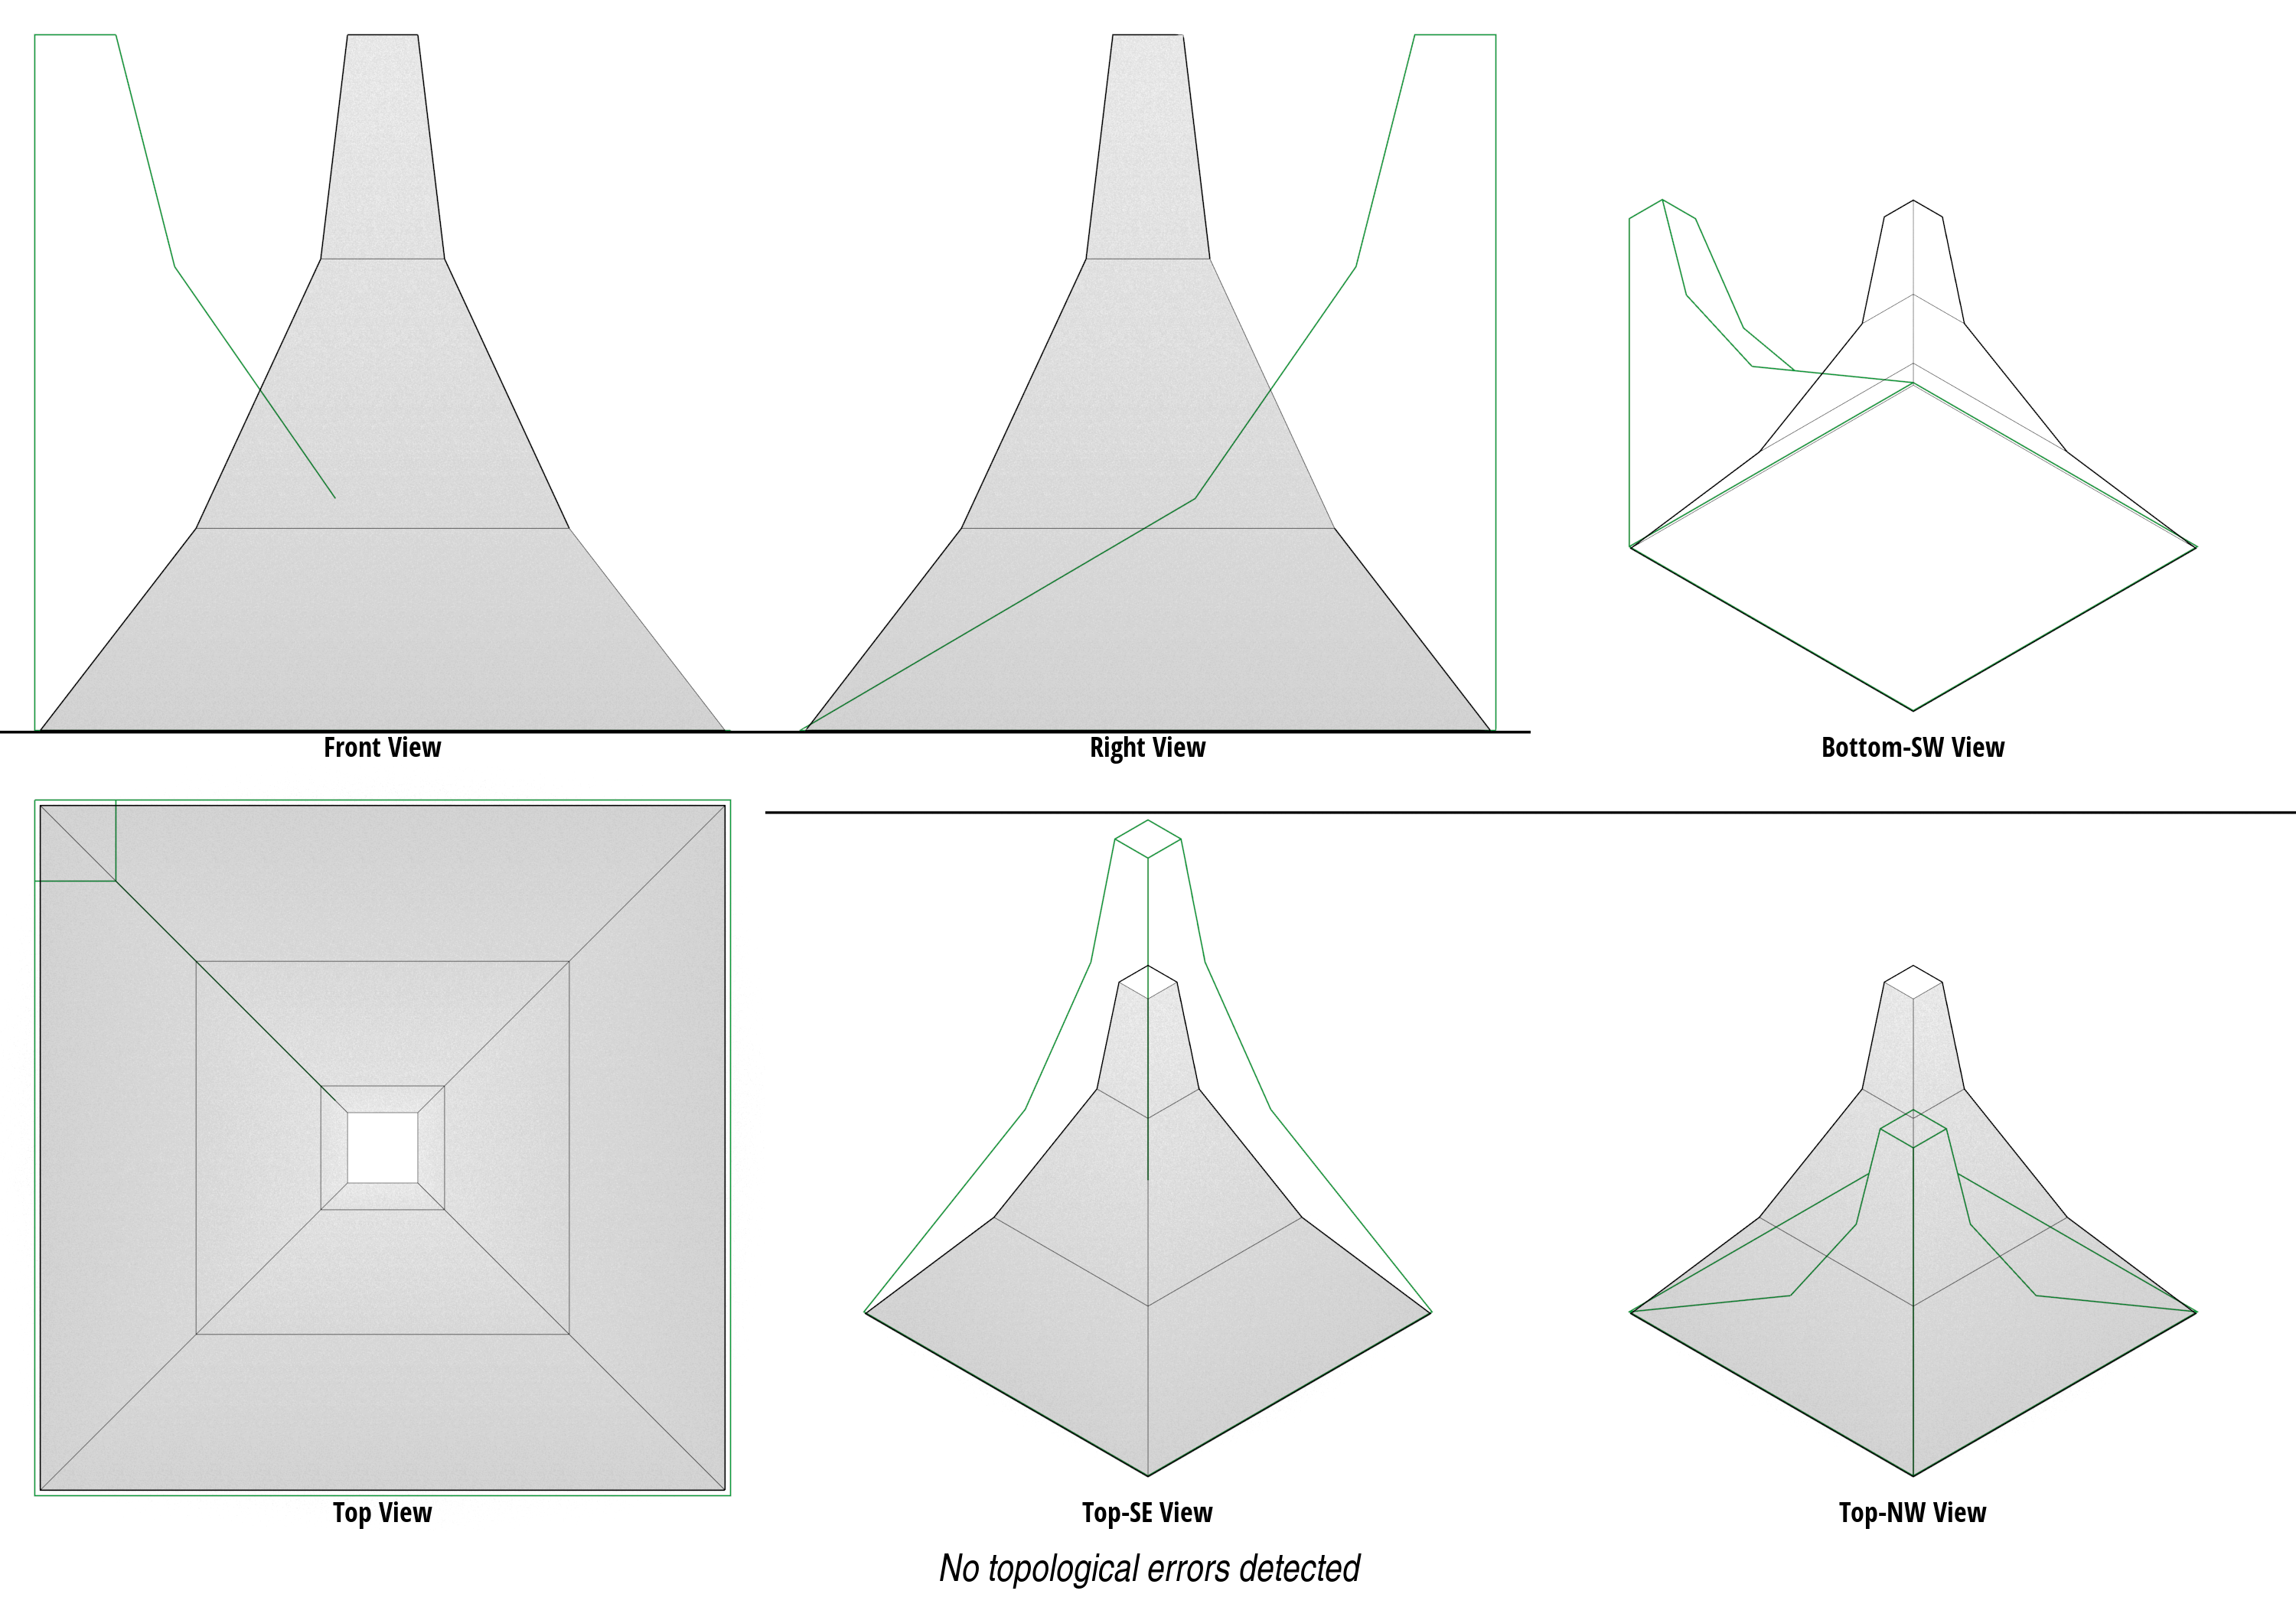 Front View
Right View
Bottom-SW View
Top View
Top-SE View
Top-NW View
No topological errors detected